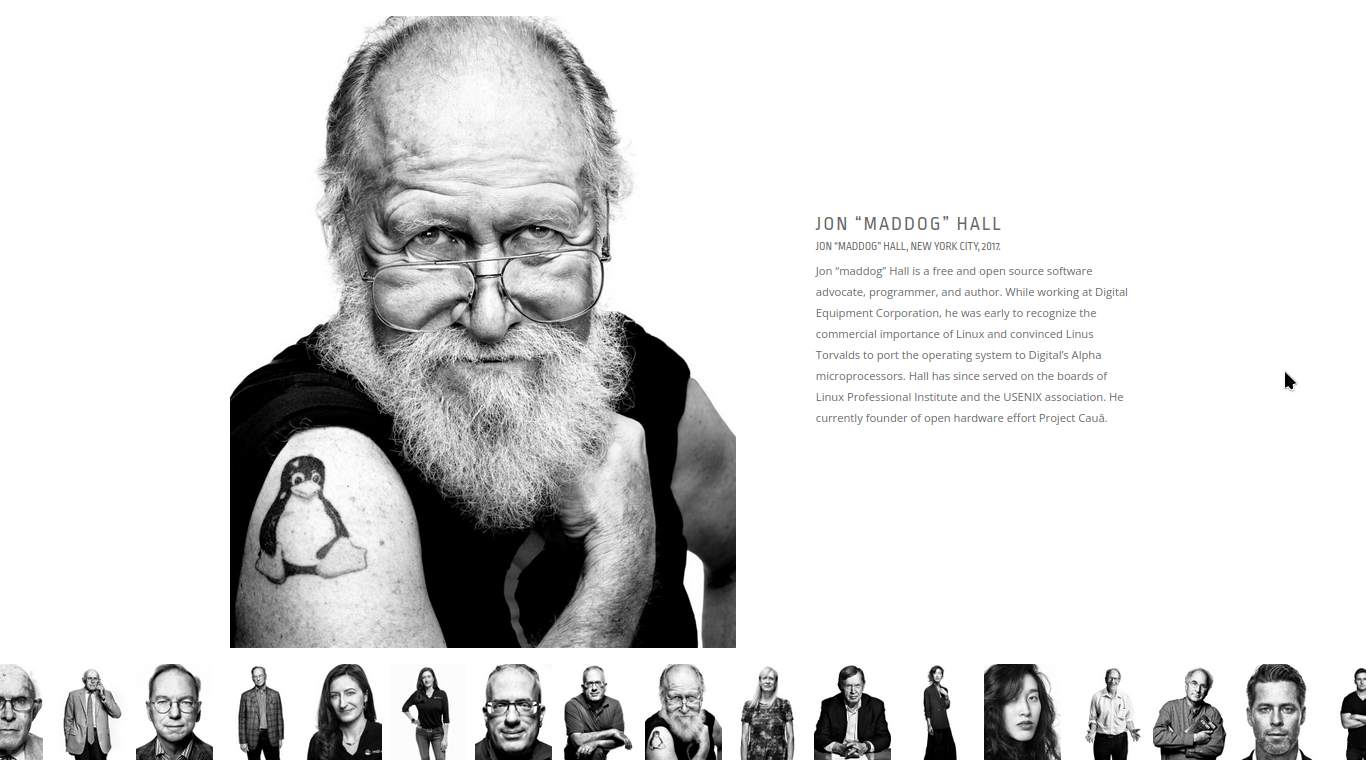 JON “MADDOG” HALL
JON “MADDOG” HALL, NEW YORK CITY, 2017.
Jon “maddog” Hall is a free and open source software
advocate, programmer, and author. While working at Digital
Equipment Corporation, he was early to recognize the
commercial importance of Linux and convinced Linus
Torvalds to port the operating system to Digital’s Alpha
microprocessors. Hall has since served on the boards of
Linux Professional Institute and the USENIX association. He
currently founder of open hardware effort Project Cauã.